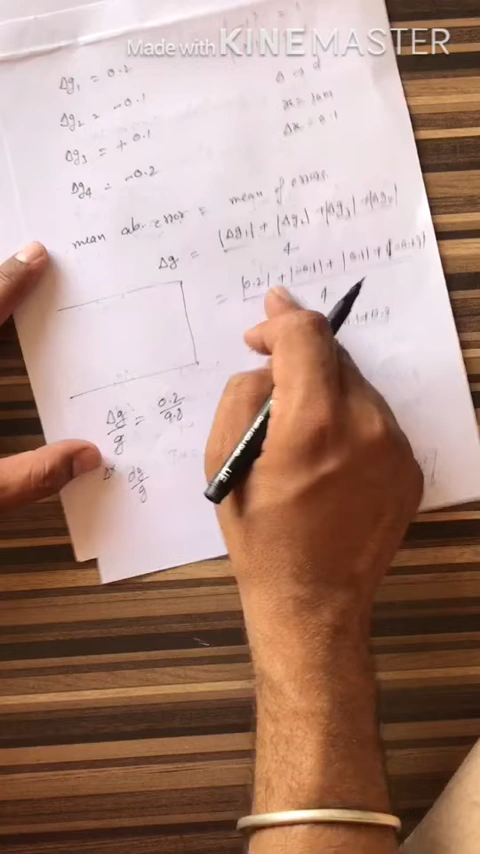 Made with KINEMASTER
Δg₁ = 0.2
Δg₂ = -0.1
Δg₃ = + 0.1
Δg₄ = -0.2
Δx = 0.1
mean ab. error = mean of errors
Δg = |Δg₁| + |Δg₂| + |Δg₃| + |Δg₄|
4
= |0.2| + |-0.1| + |0.1| + |-0.2|
4
Δg/g = 0.2/9.8
dg/g